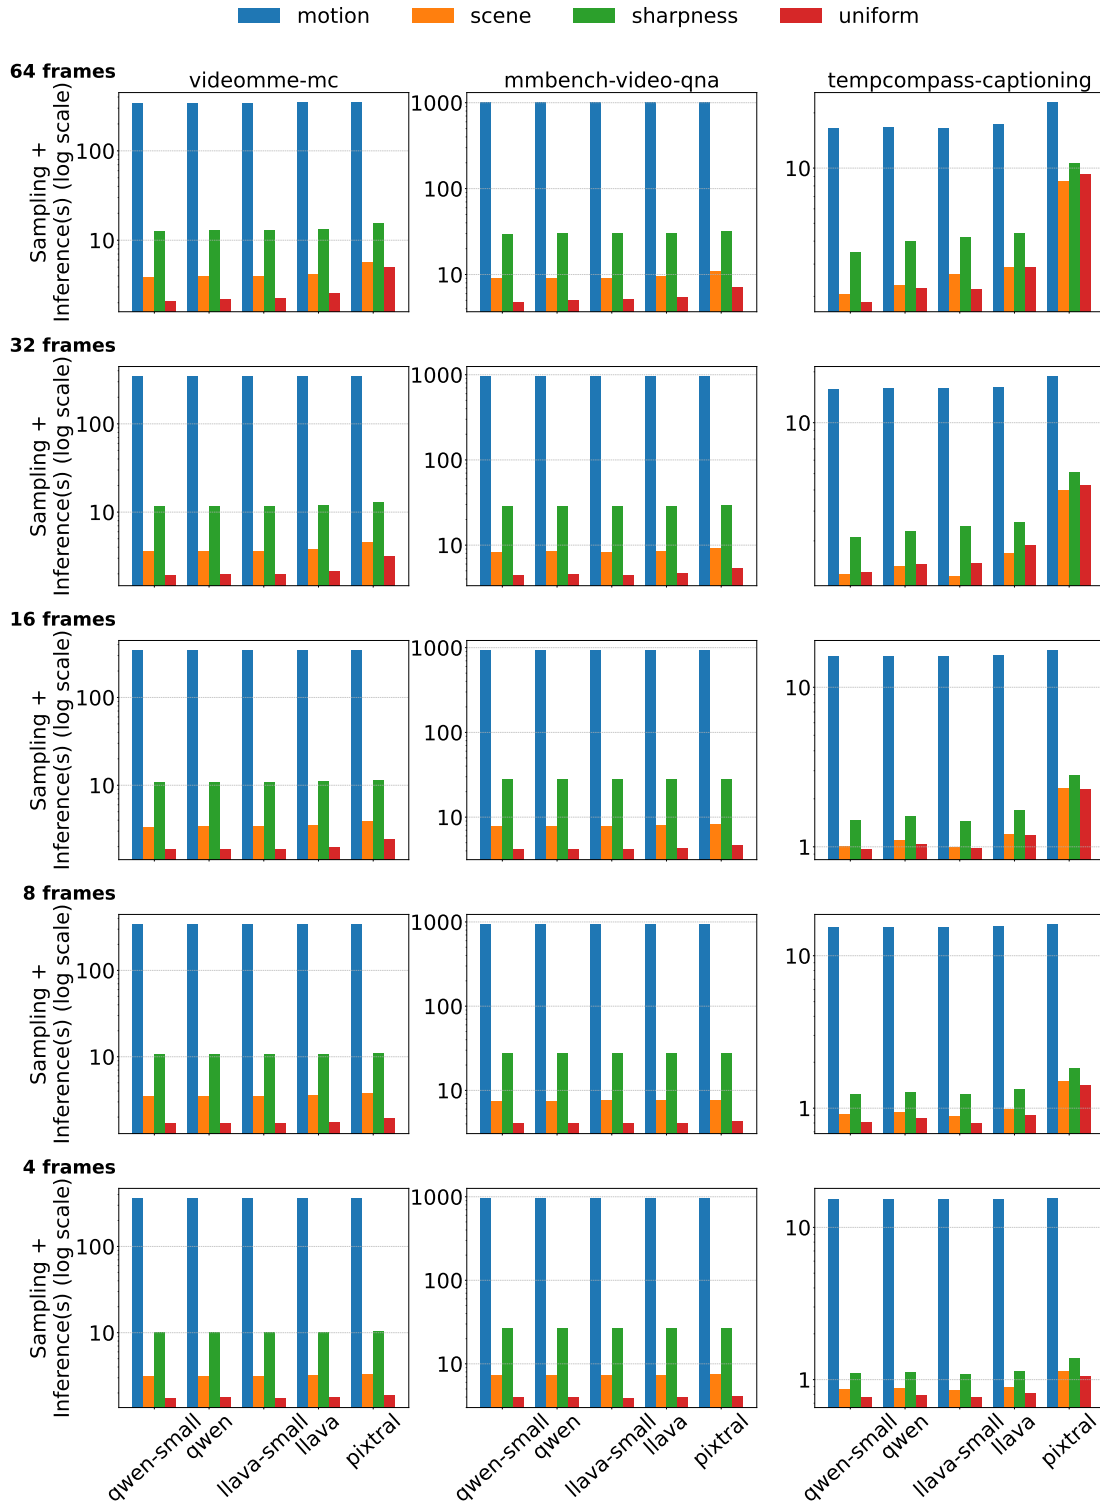 motion scene sharpness uniform
64 frames
videomme-mc mmbench-video-qna tempcompass-captioning
Sampling +
Inference(s) (log scale)
100
10
1000
100
10
10
32 frames
Sampling +
Inference(s) (log scale)
100
10
1000
100
10
10
16 frames
Sampling +
Inference(s) (log scale)
100
10
1000
100
10
10
1
8 frames
Sampling +
Inference(s) (log scale)
100
10
1000
100
10
10
1
4 frames
Sampling +
Inference(s) (log scale)
100
10
1000
100
10
10
1
qwen-small qwen llava-small llava pixtral
qwen-small qwen llava-small llava pixtral
qwen-small qwen llava-small llava pixtral